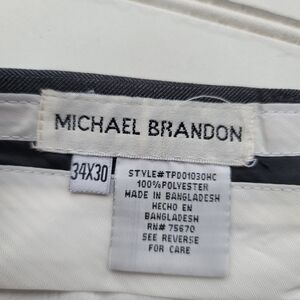 MICHAEL BRANDON
34X30
STYLE#TPD01030HC
100%POLYESTER
MADE IN BANGLADESH
HECHO EN
BANGLADESH
RN# 75670
SEE REVERSE
FOR CARE